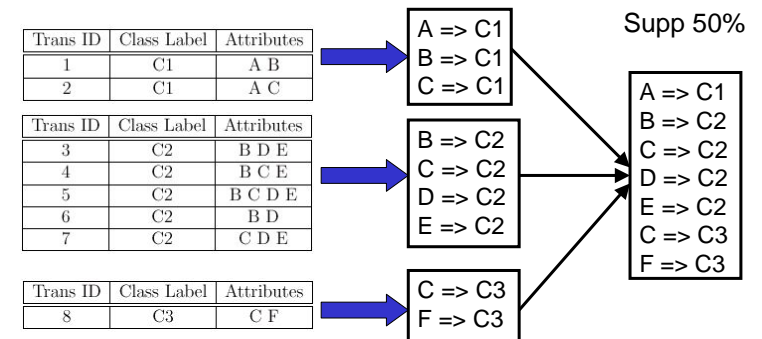 Supp 50%
Trans ID Class Label Attributes
1 C1 A B
2 C1 A C
Trans ID Class Label Attributes
3 C2 B D E
4 C2 B C E
5 C2 B C D E
6 C2 B D
7 C2 C D E
Trans ID Class Label Attributes
8 C3 C F
A => C1
B => C1
C => C1
B => C2
C => C2
D => C2
E => C2
C => C3
F => C3
A => C1
B => C2
C => C2
D => C2
E => C2
C => C3
F => C3